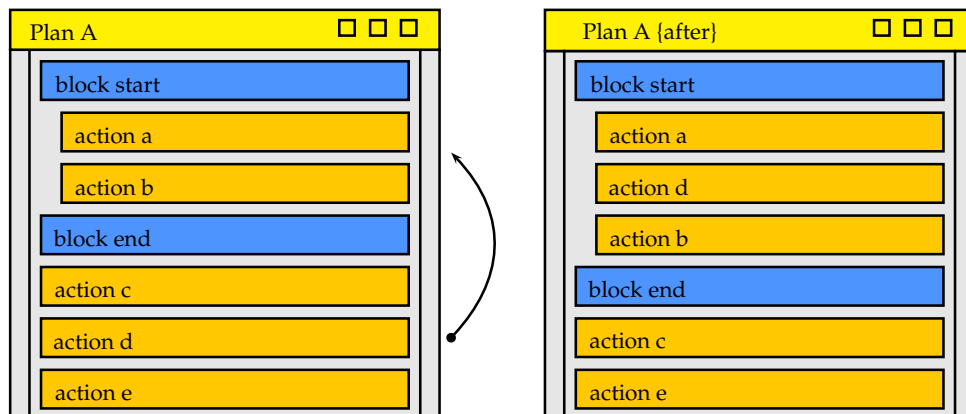 Plan A
block start
action a
action b
block end
action c
action d
action e
Plan A {after}
block start
action a
action d
action b
block end
action c
action e